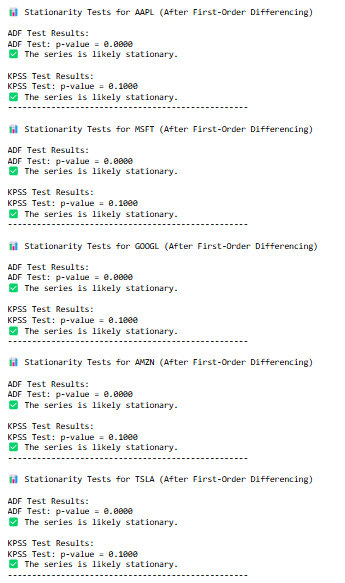 📊 Stationarity Tests for AAPL (After First-Order Differencing)
ADF Test Results:
ADF Test: p-value = 0.0000
✅ The series is likely stationary.
KPSS Test Results:
KPSS Test: p-value = 0.1000
✅ The series is likely stationary.
--------------------------------------------------
📊 Stationarity Tests for MSFT (After First-Order Differencing)
ADF Test Results:
ADF Test: p-value = 0.0000
✅ The series is likely stationary.
KPSS Test Results:
KPSS Test: p-value = 0.1000
✅ The series is likely stationary.
--------------------------------------------------
📊 Stationarity Tests for GOOGL (After First-Order Differencing)
ADF Test Results:
ADF Test: p-value = 0.0000
✅ The series is likely stationary.
KPSS Test Results:
KPSS Test: p-value = 0.1000
✅ The series is likely stationary.
--------------------------------------------------
📊 Stationarity Tests for AMZN (After First-Order Differencing)
ADF Test Results:
ADF Test: p-value = 0.0000
✅ The series is likely stationary.
KPSS Test Results:
KPSS Test: p-value = 0.1000
✅ The series is likely stationary.
--------------------------------------------------
📊 Stationarity Tests for TSLA (After First-Order Differencing)
ADF Test Results:
ADF Test: p-value = 0.0000
✅ The series is likely stationary.
KPSS Test Results:
KPSS Test: p-value = 0.1000
✅ The series is likely stationary.
--------------------------------------------------